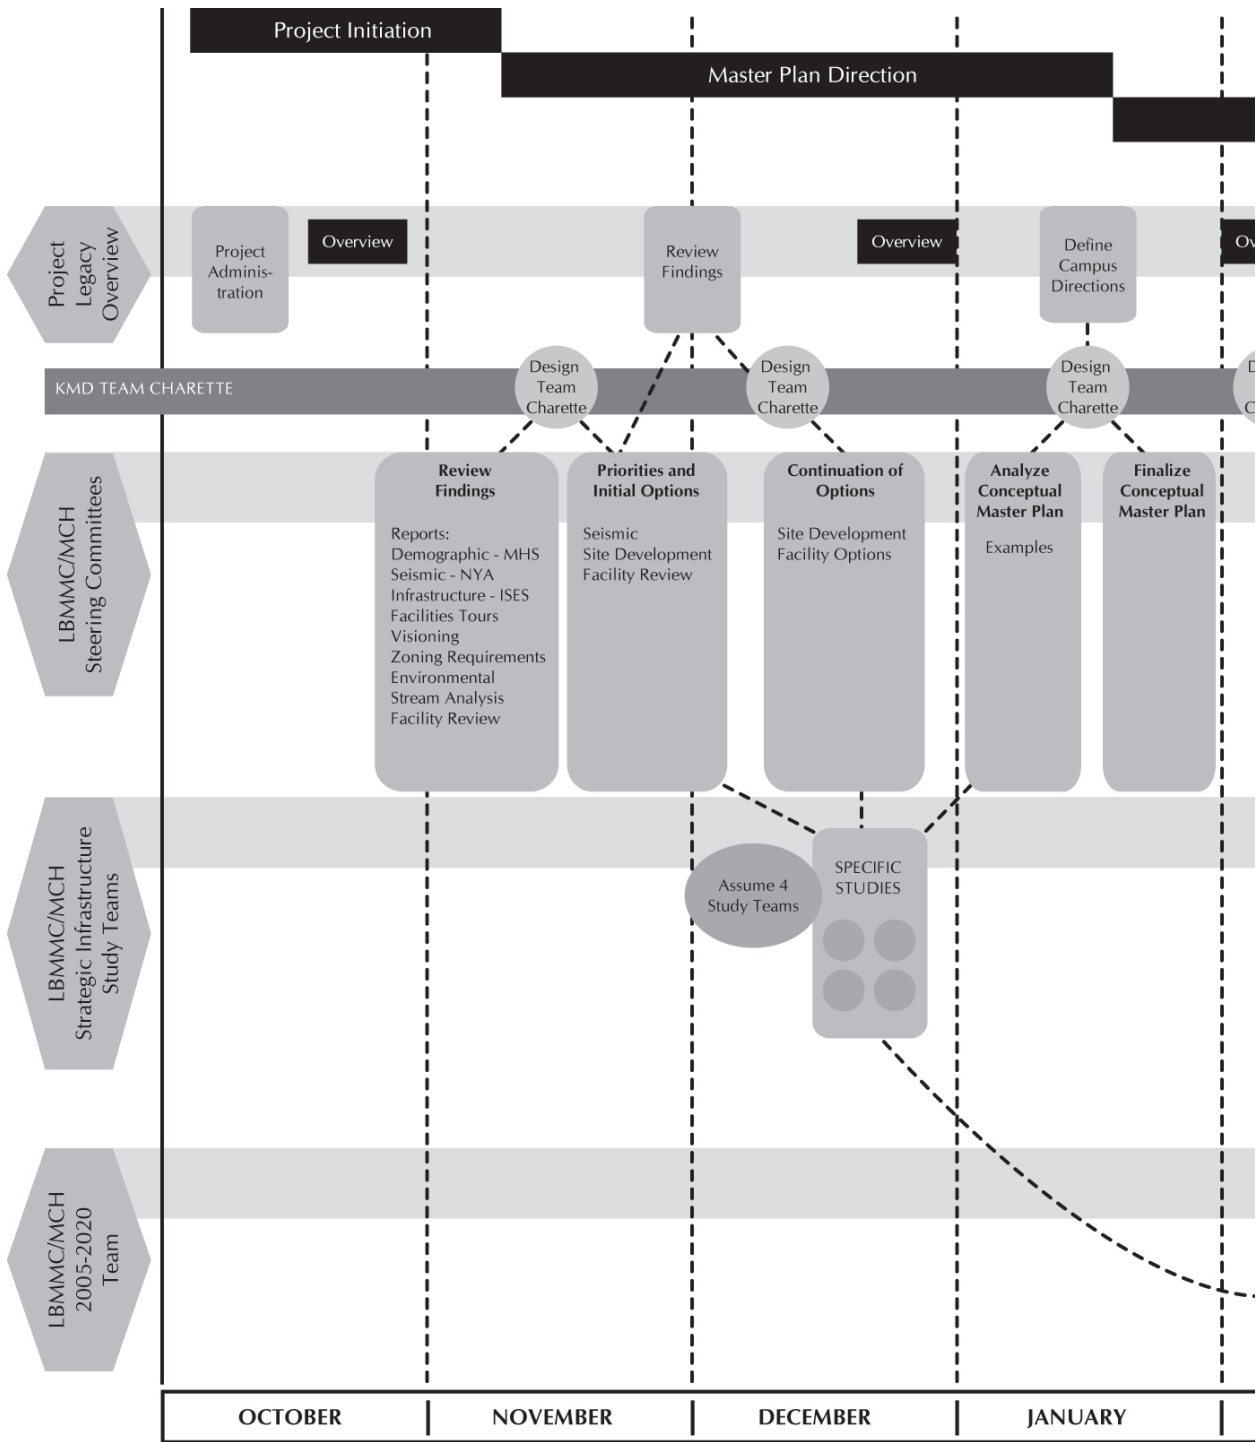 Project Initiation
Master Plan Direction
Project
Legacy
Overview
Project
Adminis-
tration
Overview
Review
Findings
Overview
Define
Campus
Directions
Ov
KMD TEAM CHARETTE
Design
Team
Charette
Design
Team
Charette
Design
Team
Charette
D
C
LBMMC/MCH
Steering Committees
Review
Findings
Reports:
Demographic - MHS
Seismic - NYA
Infrastructure - ISES
Facilities Tours
Visioning
Zoning Requirements
Environmental
Stream Analysis
Facility Review
Priorities and
Initial Options
Seismic
Site Development
Facility Review
Continuation of
Options
Site Development
Facility Options
Analyze
Conceptual
Master Plan
Examples
Finalize
Conceptual
Master Plan
LBMMC/MCH
Strategic Infrastructure
Study Teams
Assume 4
Study Teams
SPECIFIC
STUDIES
LBMMC/MCH
2005-2020
Team
OCTOBER
NOVEMBER
DECEMBER
JANUARY